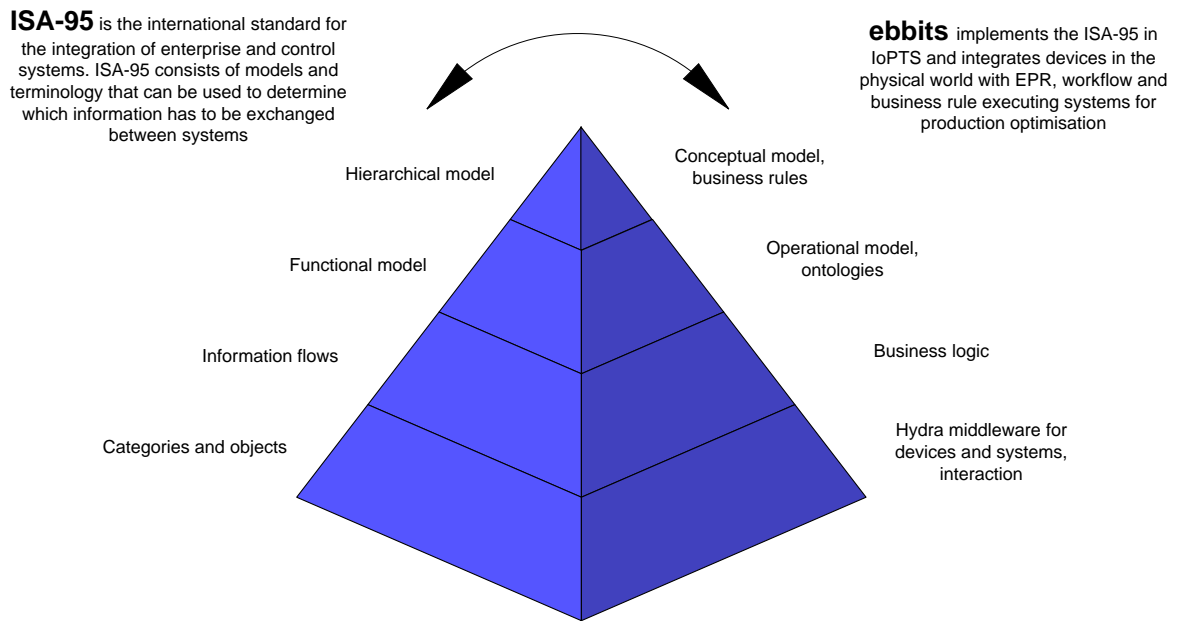 ISA-95 is the international standard for
the integration of enterprise and control
systems. ISA-95 consists of models and
terminology that can be used to determine
which information has to be exchanged
between systems
ebbits implements the ISA-95 in
IoPTS and integrates devices in the
physical world with EPR, workflow and
business rule executing systems for
production optimisation
Hierarchical model
Conceptual model,
business rules
Functional model
Operational model,
ontologies
Information flows
Business logic
Categories and objects
Hydra middleware for
devices and systems,
interaction